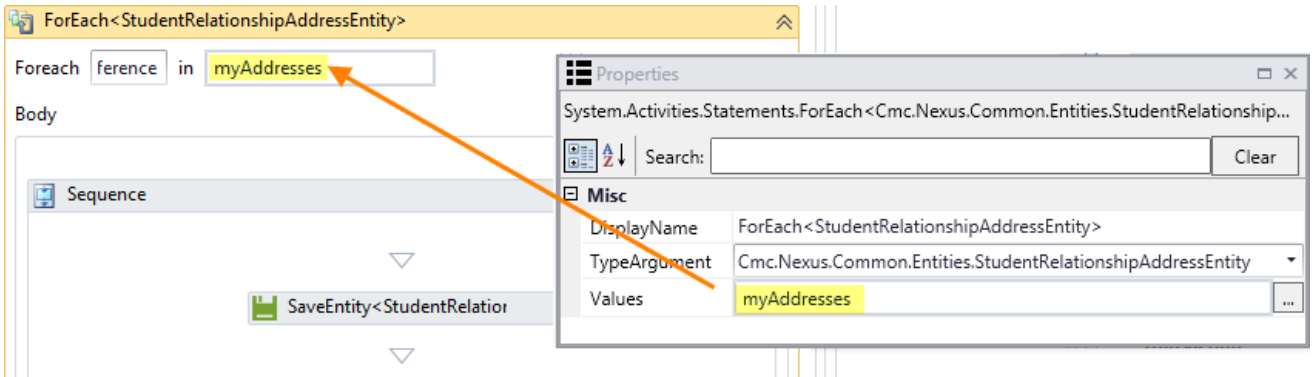 ForEach<StudentRelationshipAddressEntity>
Foreach ference in myAddresses
Body
Sequence
SaveEntity<StudentRelation
Properties
System.Activities.Statements.ForEach<Cmc.Nexus.Common.Entities.StudentRelationship...
Search: Clear
Misc
DisplayName ForEach<StudentRelationshipAddressEntity>
TypeArgument Cmc.Nexus.Common.Entities.StudentRelationshipAddressEntity
Values myAddresses ...